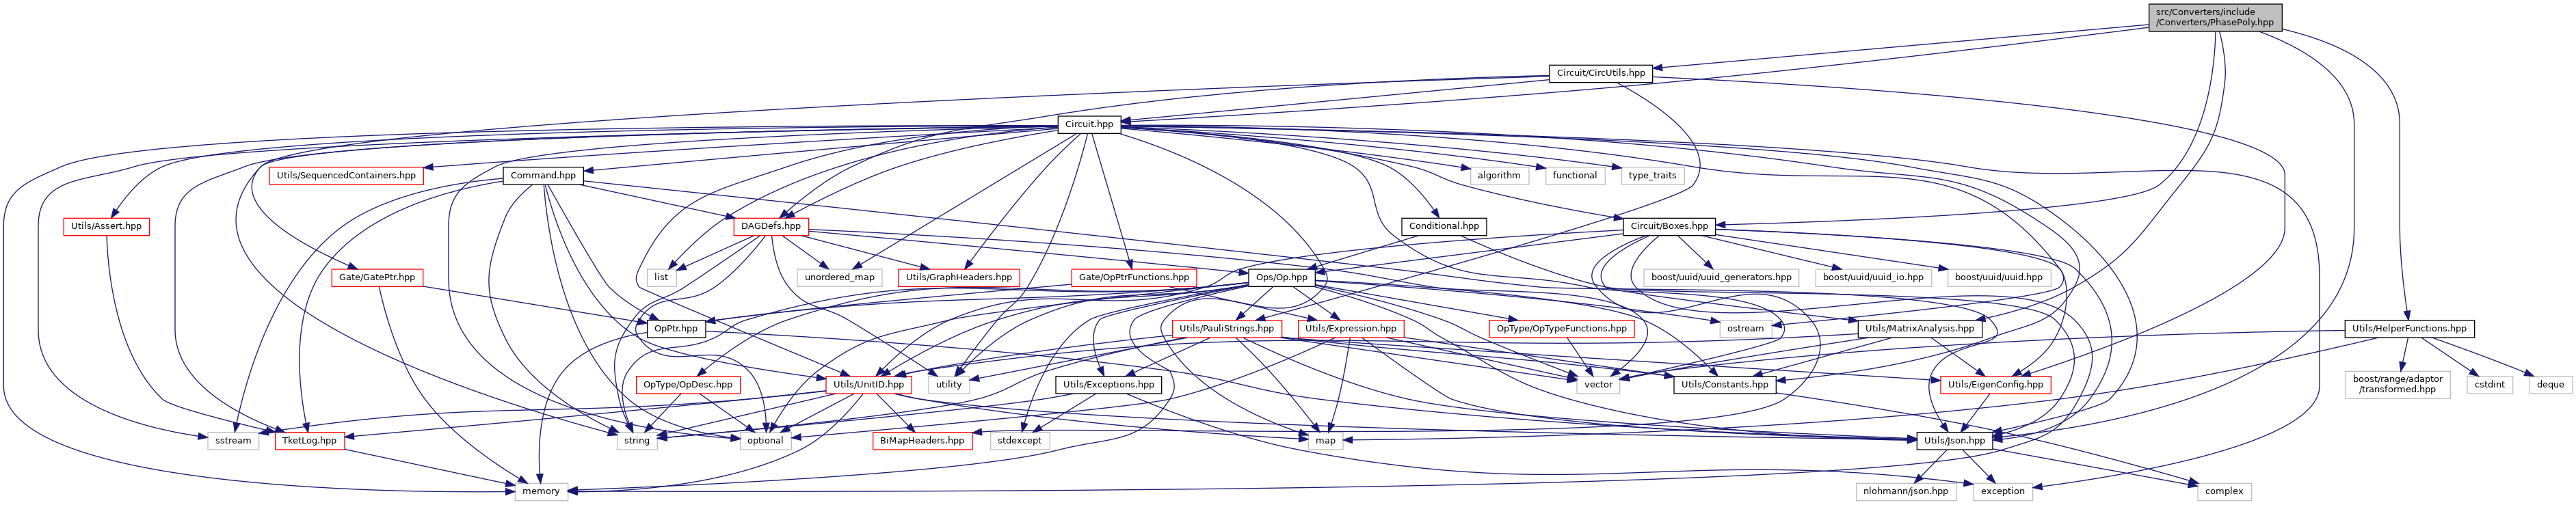 src/Converters/include
/Converters/PhasePoly.hpp
Circuit/CircUtils.hpp
Circuit.hpp
Utils/SequencedContainers.hpp
Command.hpp
algorithm
functional
type_traits
Utils/Assert.hpp
DAGDefs.hpp
Conditional.hpp
Circuit/Boxes.hpp
Gate/GatePtr.hpp
list
unordered_map
Utils/GraphHeaders.hpp
Gate/OpPtrFunctions.hpp
Ops/Op.hpp
boost/uuid/uuid_generators.hpp
boost/uuid/uuid_io.hpp
boost/uuid/uuid.hpp
OpPtr.hpp
Utils/PauliStrings.hpp
Utils/Expression.hpp
OpType/OpTypeFunctions.hpp
ostream
Utils/MatrixAnalysis.hpp
Utils/HelperFunctions.hpp
OpType/OpDesc.hpp
Utils/UnitID.hpp
utility
Utils/Exceptions.hpp
vector
Utils/Constants.hpp
Utils/EigenConfig.hpp
boost/range/adaptor
/transformed.hpp
cstdint
deque
sstream
TketLog.hpp
string
optional
BiMapHeaders.hpp
stdexcept
map
Utils/Json.hpp
memory
nlohmann/json.hpp
exception
complex